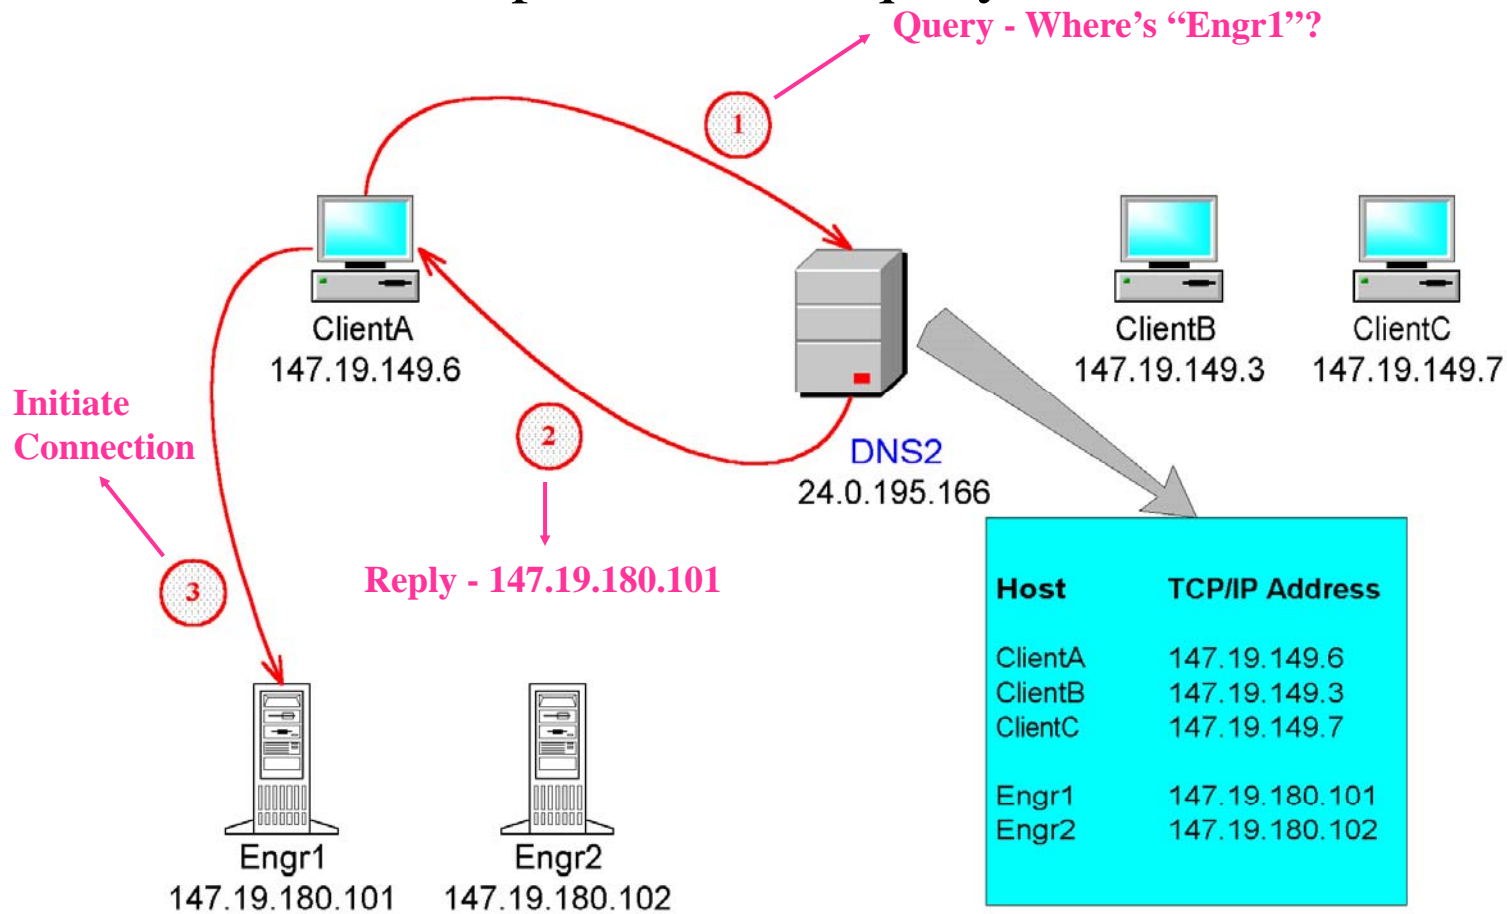 Query - Where's “Engr1”?
1
ClientA
147.19.149.6
ClientB
147.19.149.3
ClientC
147.19.149.7
Initiate
Connection
2
DNS2
24.0.195.166
Reply - 147.19.180.101
3
Host TCP/IP Address
ClientA 147.19.149.6
ClientB 147.19.149.3
ClientC 147.19.149.7
Engr1 147.19.180.101
Engr2 147.19.180.102
Engr1
147.19.180.101
Engr2
147.19.180.102